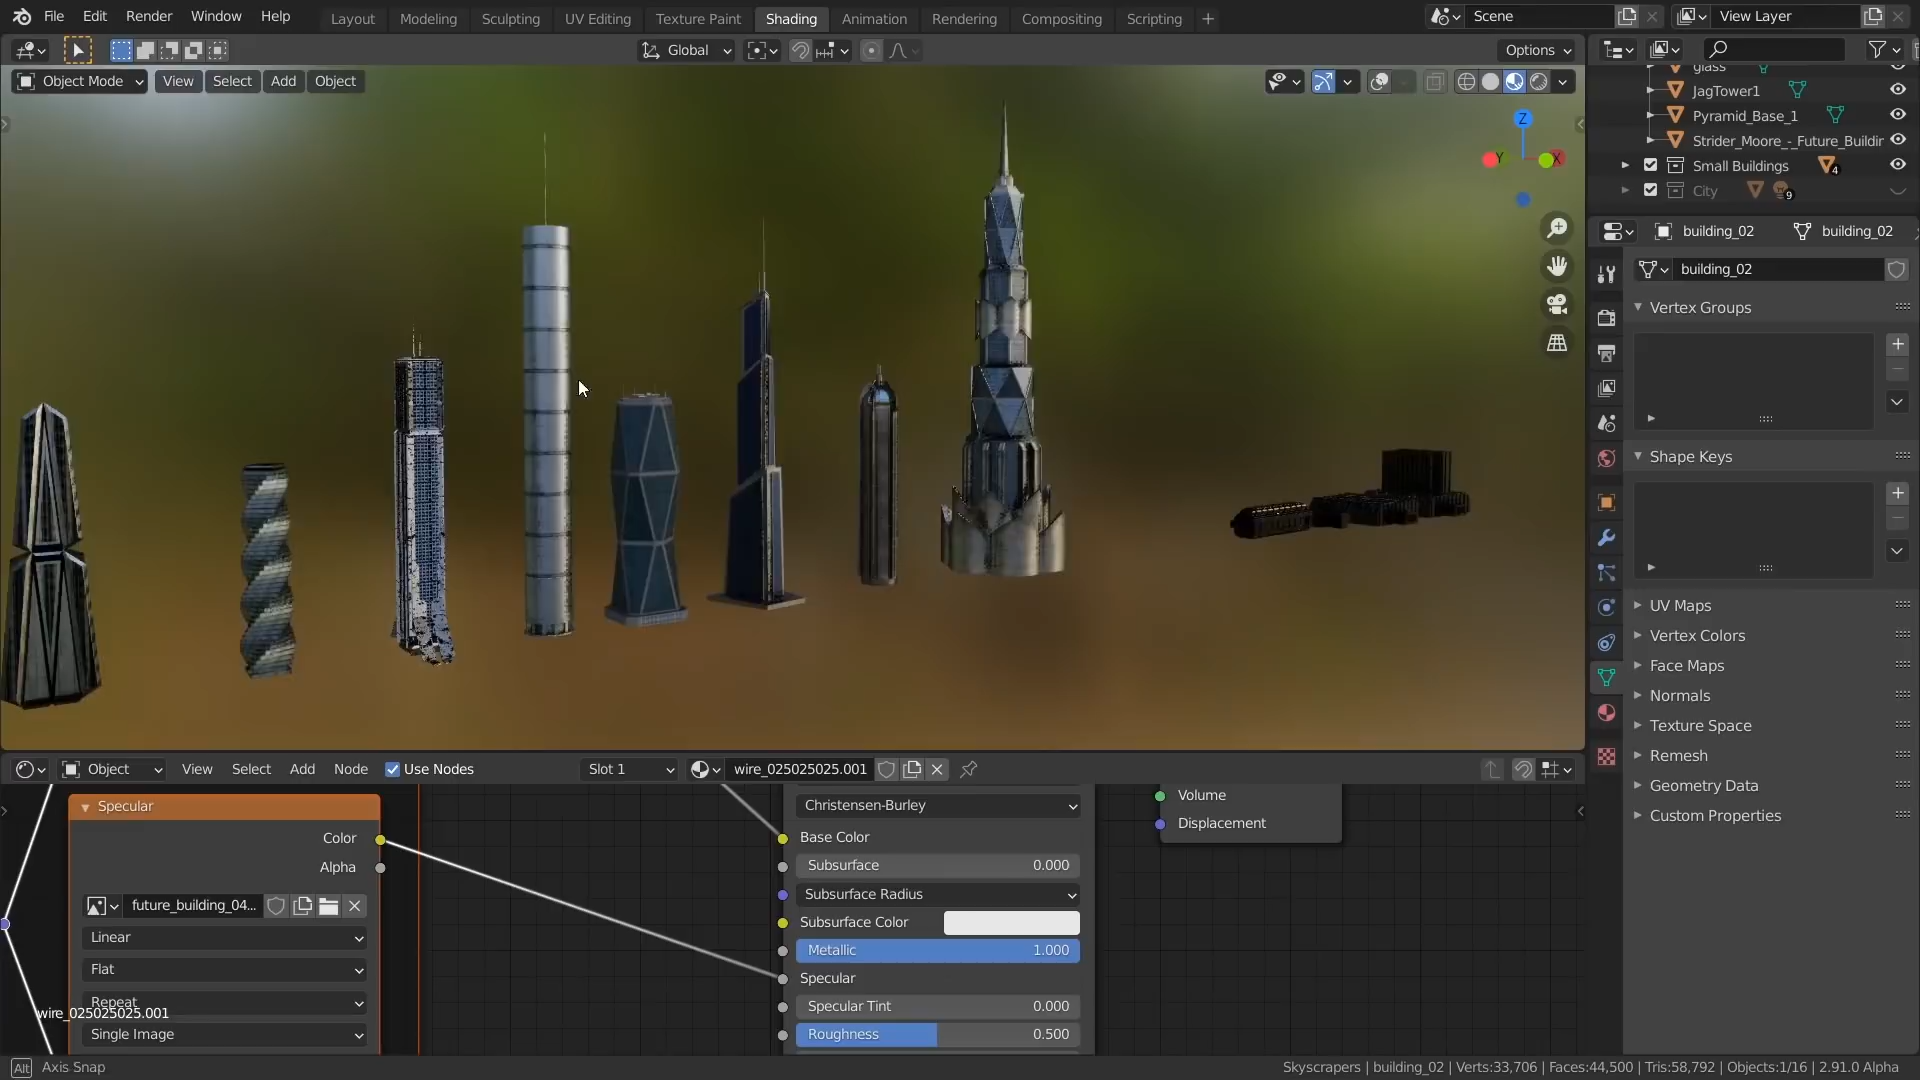 File Edit Render Window Help Layout Modeling Sculpting UV Editing Texture Paint Shading Animation Rendering Compositing Scripting + Scene View Layer
Global Options
Object Mode View Select Add Object
glass
JagTower1
Pyramid_Base_1
Strider_Moore_-_Future_Buildin
Small Buildings 4
City 9
Z
Y X
building_02 building_02
building_02
Vertex Groups
Shape Keys
UV Maps
Vertex Colors
Face Maps
Normals
Texture Space
Remesh
Geometry Data
Custom Properties
Object View Select Add Node Use Nodes Slot 1 wire_025025025.001
Specular
Color
Alpha
future_building_04...
Linear
Flat
Repeat
wire_025025025.001
Single Image
Christensen-Burley
Base Color
Subsurface 0.000
Subsurface Radius
Subsurface Color
Metallic 1.000
Specular
Specular Tint 0.000
Roughness 0.500
Volume
Displacement
Alt Axis Snap
Skyscrapers | building_02 | Verts:33,706 | Faces:44,500 | Tris:58,792 | Objects:1/16 | 2.91.0 Alpha